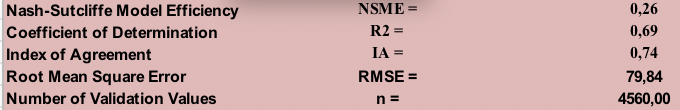 Nash-Sutcliffe Model Efficiency NSME = 0,26
Coefficient of Determination R2 = 0,69
Index of Agreement IA = 0,74
Root Mean Square Error RMSE = 79,84
Number of Validation Values n = 4560,00